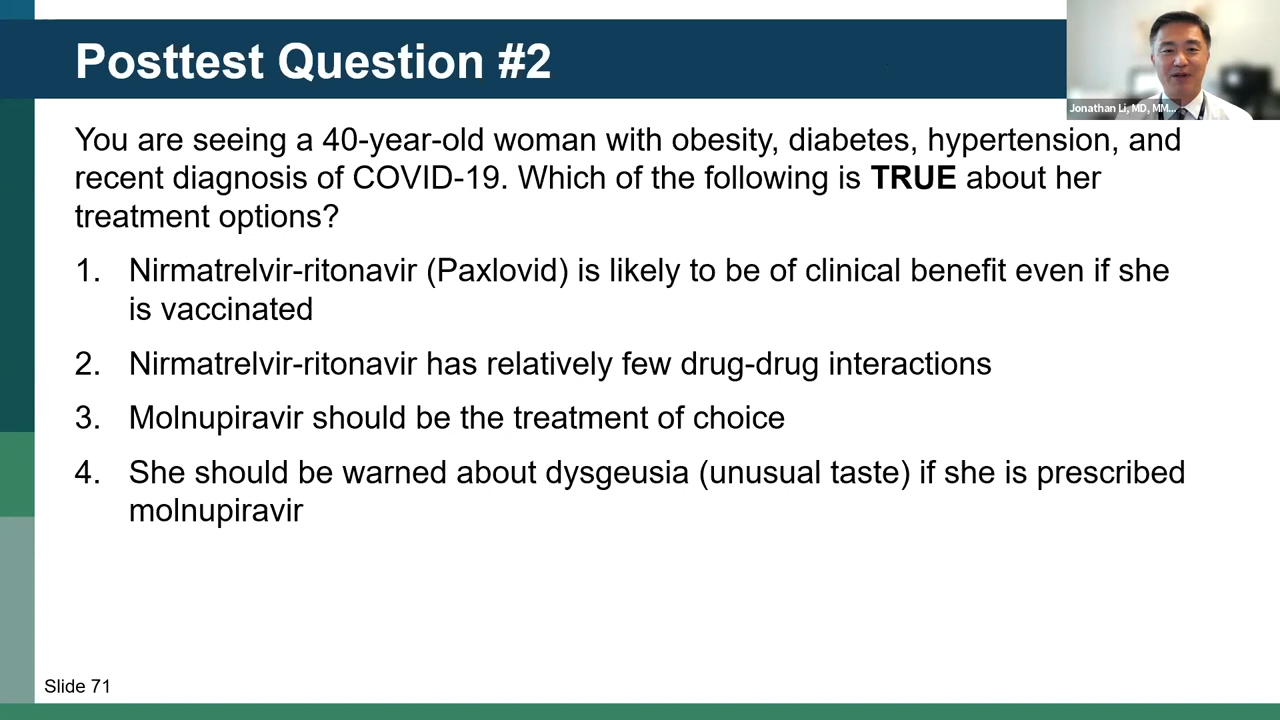 Posttest Question #2
Jonathan Li, MD, MM...
You are seeing a 40-year-old woman with obesity, diabetes, hypertension, and
recent diagnosis of COVID-19. Which of the following is TRUE about her
treatment options?
1. Nirmatrelvir-ritonavir (Paxlovid) is likely to be of clinical benefit even if she
is vaccinated
2. Nirmatrelvir-ritonavir has relatively few drug-drug interactions
3. Molnupiravir should be the treatment of choice
4. She should be warned about dysgeusia (unusual taste) if she is prescribed
molnupiravir
Slide 71